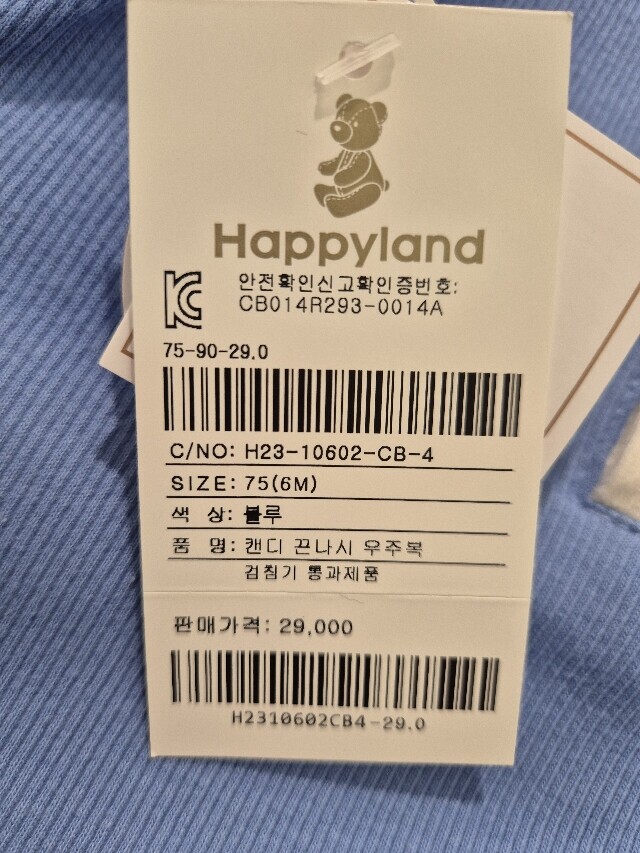 Happyland
안전확인신고확인증번호:
CB014R293-0014A
75-90-29.0
C/NO: H23-10602-CB-4
SIZE: 75(6M)
색 상: 블루
품 명: 캔디 끈나시 우주복
검침기 통과제품
판매가격: 29,000
H2310602CB4-29.0